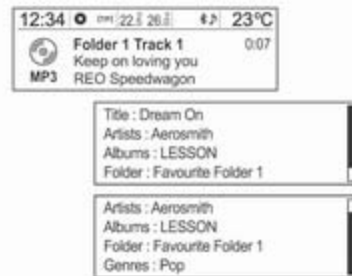 12:34 22.5 26.5 23°C
Folder 1 Track 1 0:07
Keep on loving you
MP3 REO Speedwagon
Title : Dream On
Artists : Aerosmith
Albums : LESSON
Folder : Favourite Folder 1
Artists : Aerosmith
Albums : LESSON
Folder : Favourite Folder 1
Genres : Pop